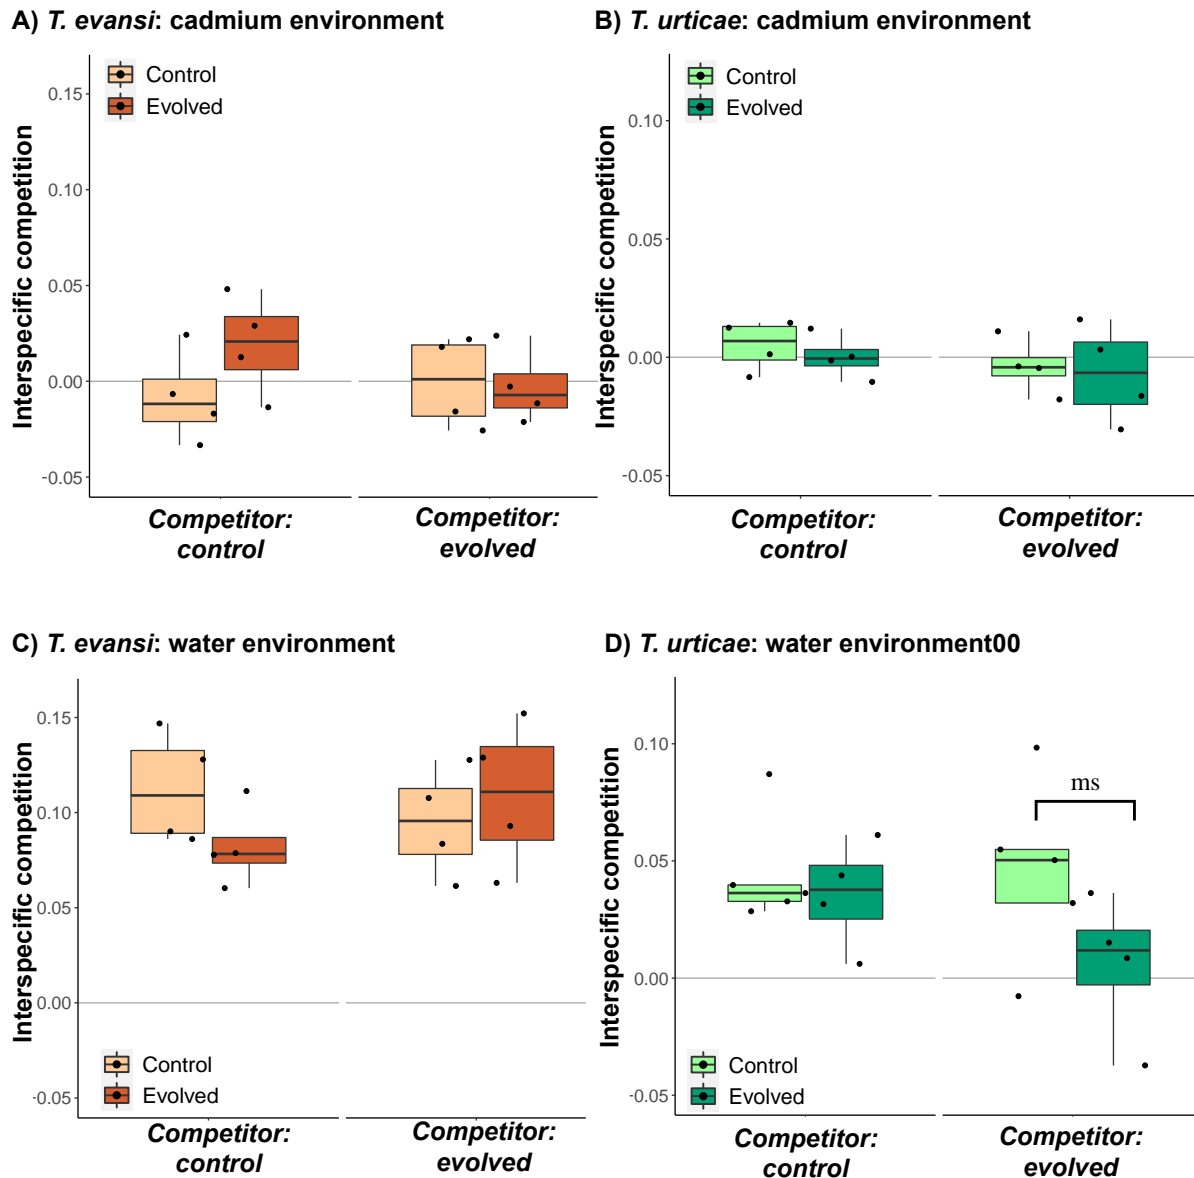 A) T. evansi: cadmium environment
Interspecific competition
0.15
0.10
0.05
0.00
-0.05
Control
Evolved
Competitor:
control
Competitor:
evolved
B) T. urticae: cadmium environment
Interspecific competition
0.10
0.05
0.00
-0.05
Control
Evolved
Competitor:
control
Competitor:
evolved
C) T. evansi: water environment
Interspecific competition
0.15
0.10
0.05
0.00
-0.05
Control
Evolved
Competitor:
control
Competitor:
evolved
D) T. urticae: water environment00
Interspecific competition
0.10
0.05
0.00
-0.05
ms
Control
Evolved
Competitor:
control
Competitor:
evolved